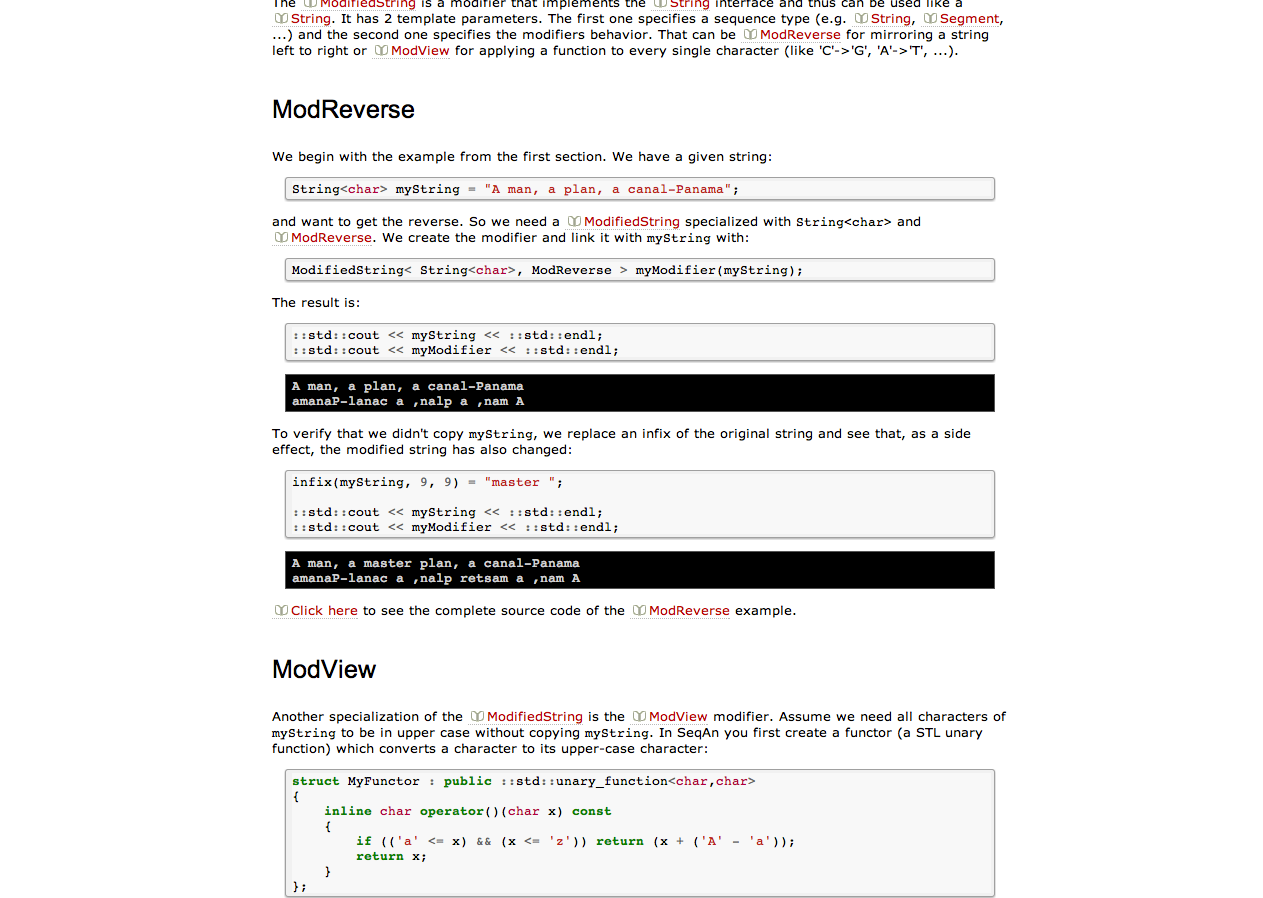 The ModifiedString is a modifier that implements the String interface and thus can be used like a
String. It has 2 template parameters. The first one specifies a sequence type (e.g. String, Segment,
...) and the second one specifies the modifiers behavior. That can be ModReverse for mirroring a string
left to right or ModView for applying a function to every single character (like 'C'->'G', 'A'->'T', ...).
ModReverse
We begin with the example from the first section. We have a given string:
String<char> myString = "A man, a plan, a canal-Panama";
and want to get the reverse. So we need a ModifiedString specialized with String<char> and
ModReverse. We create the modifier and link it with myString with:
ModifiedString< String<char>, ModReverse > myModifier(myString);
The result is:
::std::cout << myString << ::std::endl;
::std::cout << myModifier << ::std::endl;
A man, a plan, a canal-Panama
amanaP-lanac a ,nalp a ,nam A
To verify that we didn't copy myString, we replace an infix of the original string and see that, as a side
effect, the modified string has also changed:
infix(myString, 9, 9) = "master ";
::std::cout << myString << ::std::endl;
::std::cout << myModifier << ::std::endl;
A man, a master plan, a canal-Panama
amanaP-lanac a ,nalp retsam a ,nam A
Click here to see the complete source code of the ModReverse example.
ModView
Another specialization of the ModifiedString is the ModView modifier. Assume we need all characters of
myString to be in upper case without copying myString. In SeqAn you first create a functor (a STL unary
function) which converts a character to its upper-case character:
struct MyFunctor : public ::std::unary_function<char,char>
{
    inline char operator()(char x) const
    {
        if (('a' <= x) && (x <= 'z')) return (x + ('A' - 'a'));
        return x;
    }
};